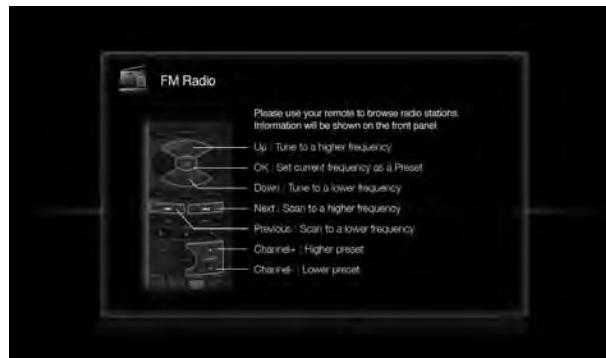 FM Radio
Please use your remote to browse radio stations.
Information will be shown on the front panel.
Up : Tune to a higher frequency
OK : Set current frequency as a Preset
Down : Tune to a lower frequency
Next : Scan to a higher frequency
Previous : Scan to a lower frequency
Channel+ : Higher preset
Channel- : Lower preset